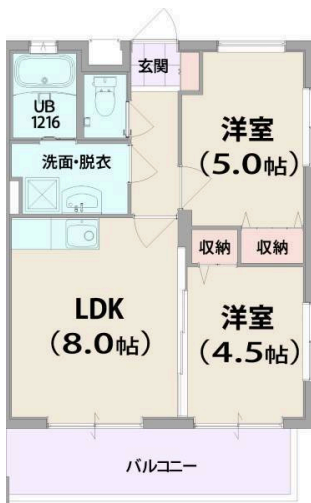 玄関
UB
1216
洋室
(5.0帖)
洗面・脱衣
収納
収納
LDK
(8.0帖)
洋室
(4.5帖)
バルコニー